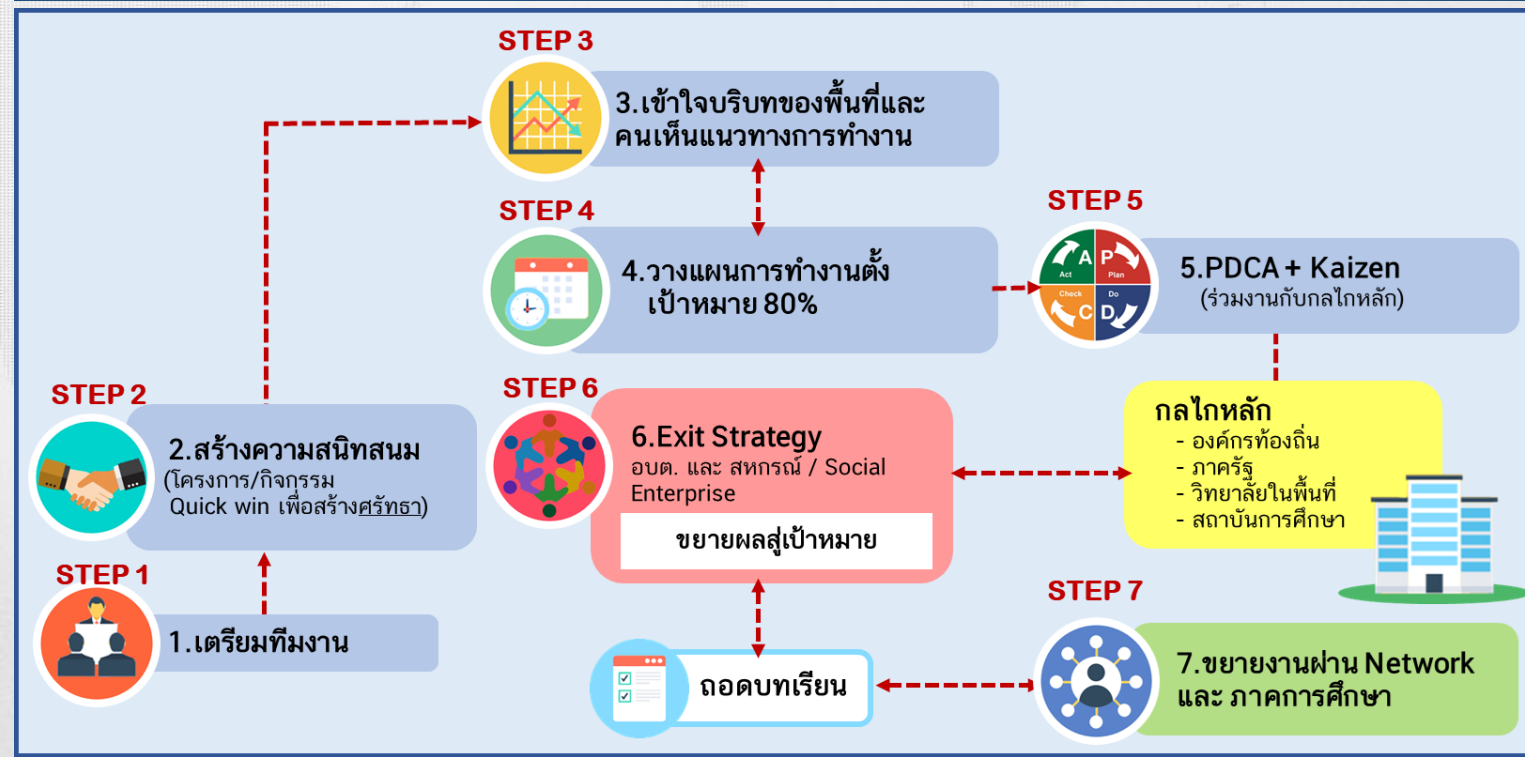 STEP 1
1.เตรียมทีมงาน
STEP 2
2.สร้างความสนิทสนม
(โครงการ/กิจกรรม
Quick win เพื่อสร้างศรัทธา)
STEP 3
3.เข้าใจบริบทของพื้นที่และ
คนเห็นแนวทางการทำงาน
STEP 4
4.วางแผนการทำงานตั้ง
เป้าหมาย 80%
STEP 5
A
Act
P
Plan
Check
C
Do
D
5.PDCA + Kaizen
(ร่วมงานกับกลไกหลัก)
กลไกหลัก
- องค์กรท้องถิ่น
- ภาครัฐ
- วิทยาลัยในพื้นที่
- สถาบันการศึกษา
STEP 6
6.Exit Strategy
อบต. และ สหกรณ์ / Social
Enterprise
ขยายผลสู่เป้าหมาย
ถอดบทเรียน
STEP 7
7.ขยายงานผ่าน Network
และ ภาคการศึกษา